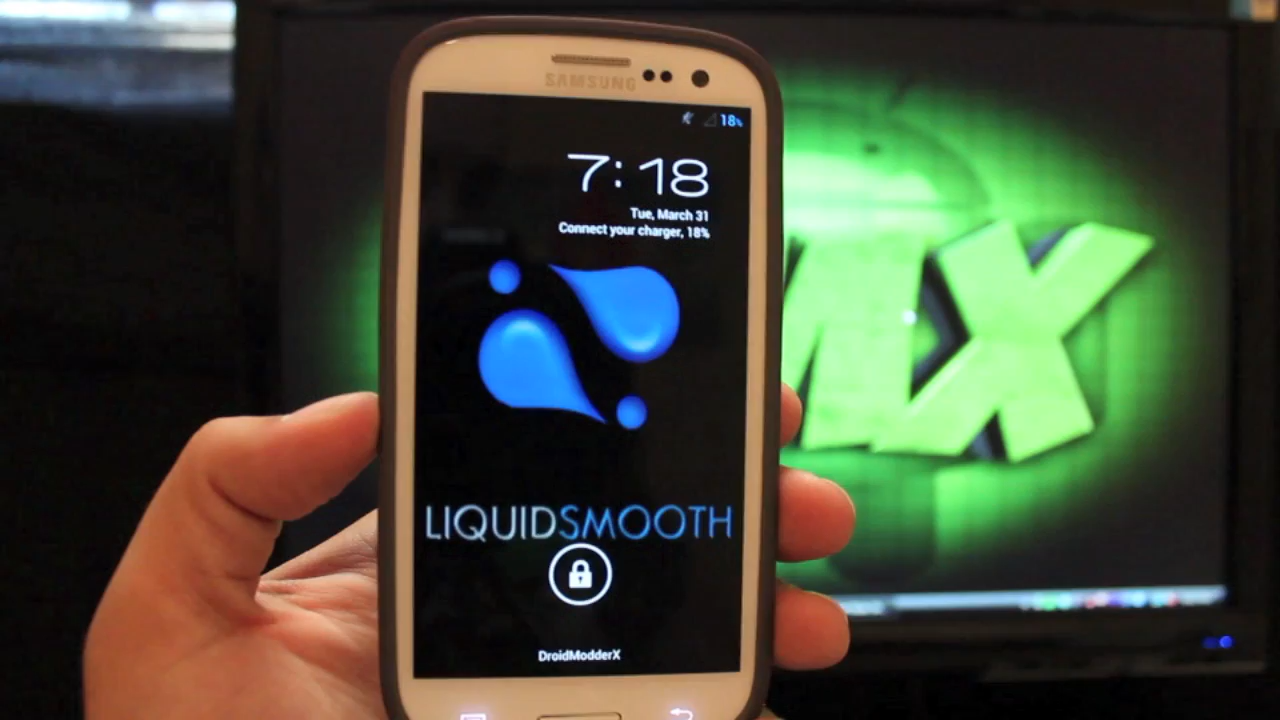 SAMSUNG
18%
7:18
Tue, March 31
Connect your charger, 18%
LIQUIDSMOOTH
DroidModderX
MX